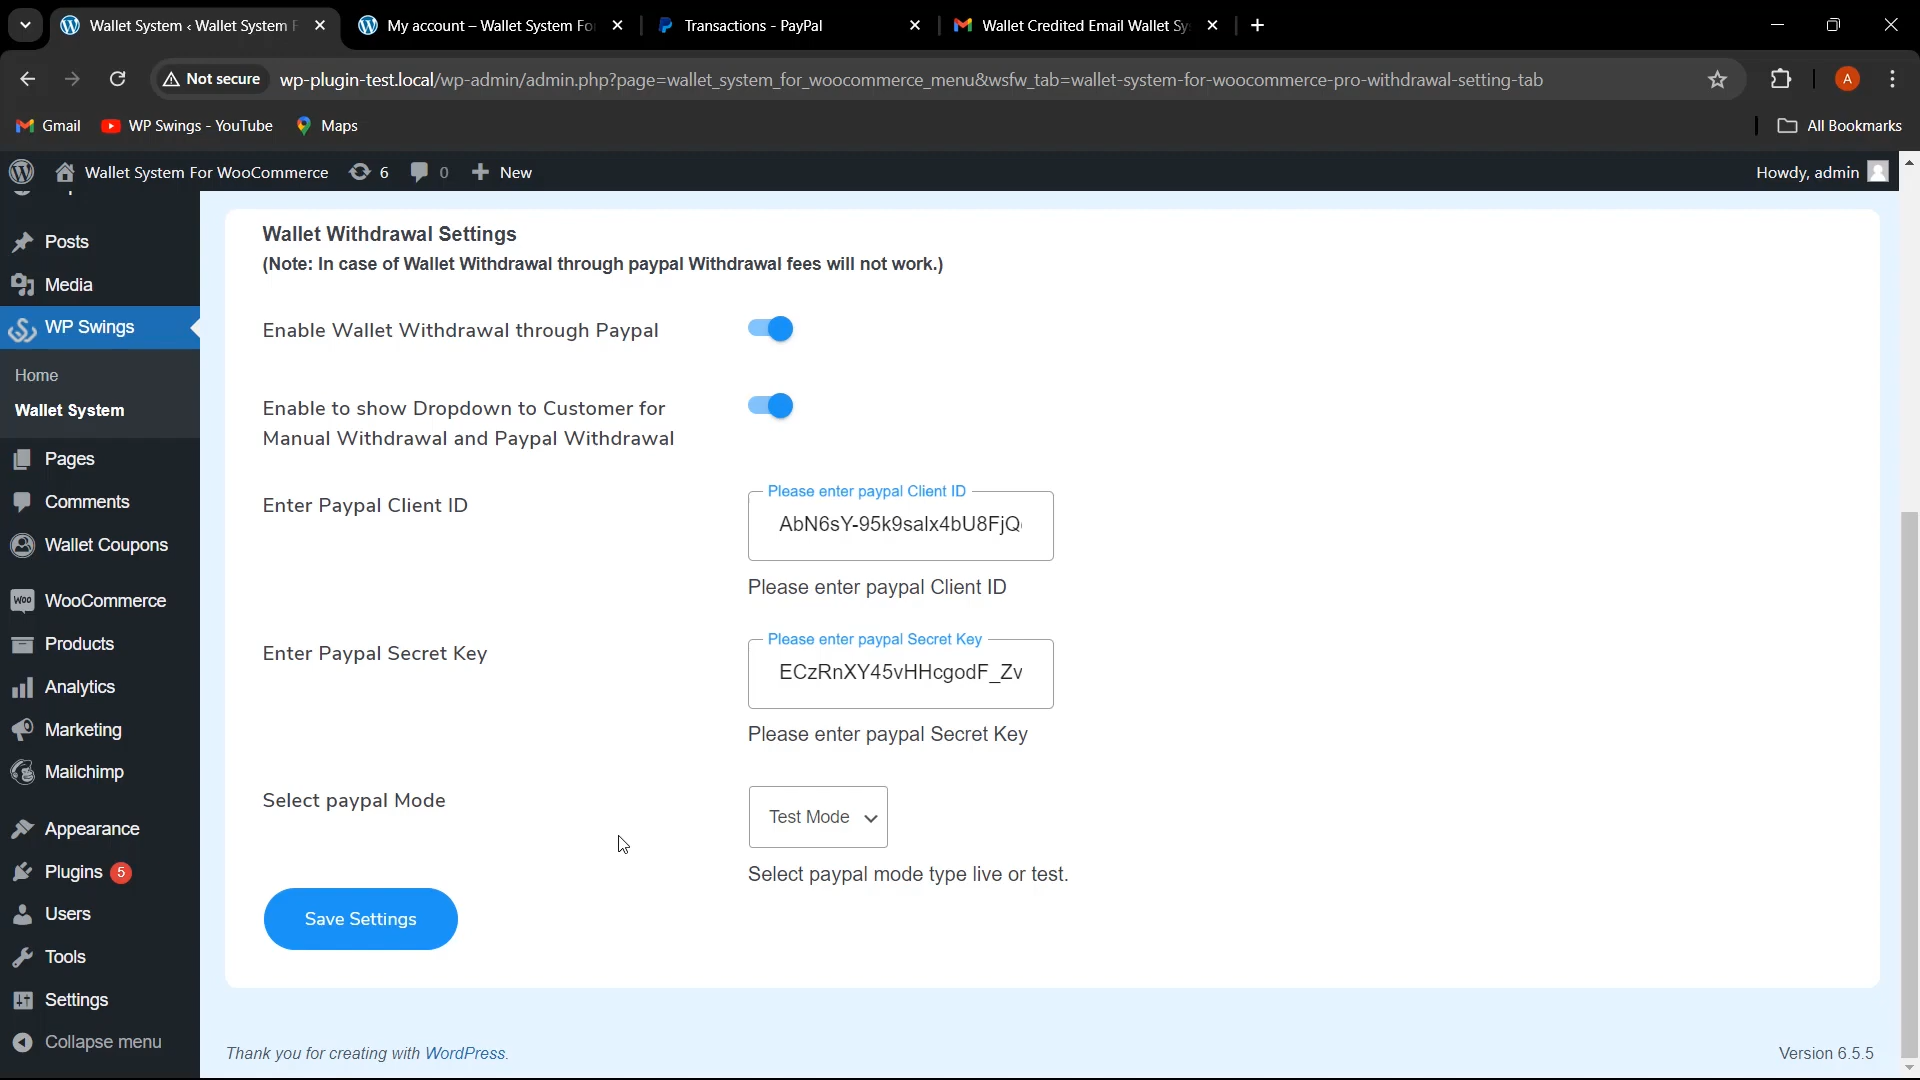 Wallet System ‹ Wallet System F
My account – Wallet System Fo
Transactions - PayPal
Wallet Credited Email Wallet Sy
Not secure
wp-plugin-test.local/wp-admin/admin.php?page=wallet_system_for_woocommerce_menu&wsfw_tab=wallet-system-for-woocommerce-pro-withdrawal-setting-tab
A
Gmail
WP Swings - YouTube
Maps
All Bookmarks
Wallet System For WooCommerce
6
0
New
Howdy, admin
Posts
Media
WP Swings
Home
Wallet System
Pages
Comments
Wallet Coupons
WooCommerce
Products
Analytics
Marketing
Mailchimp
Appearance
Plugins 5
Users
Tools
Settings
Collapse menu
Wallet Withdrawal Settings
(Note: In case of Wallet Withdrawal through paypal Withdrawal fees will not work.)
Enable Wallet Withdrawal through Paypal
Enable to show Dropdown to Customer for
Manual Withdrawal and Paypal Withdrawal
Enter Paypal Client ID
Please enter paypal Client ID
AbN6sY-95k9salx4bU8FjQ
Please enter paypal Client ID
Enter Paypal Secret Key
Please enter paypal Secret Key
ECzRnXY45vHHcgodF_Zv
Please enter paypal Secret Key
Select paypal Mode
Test Mode
Select paypal mode type live or test.
Save Settings
Thank you for creating with WordPress.
Version 6.5.5